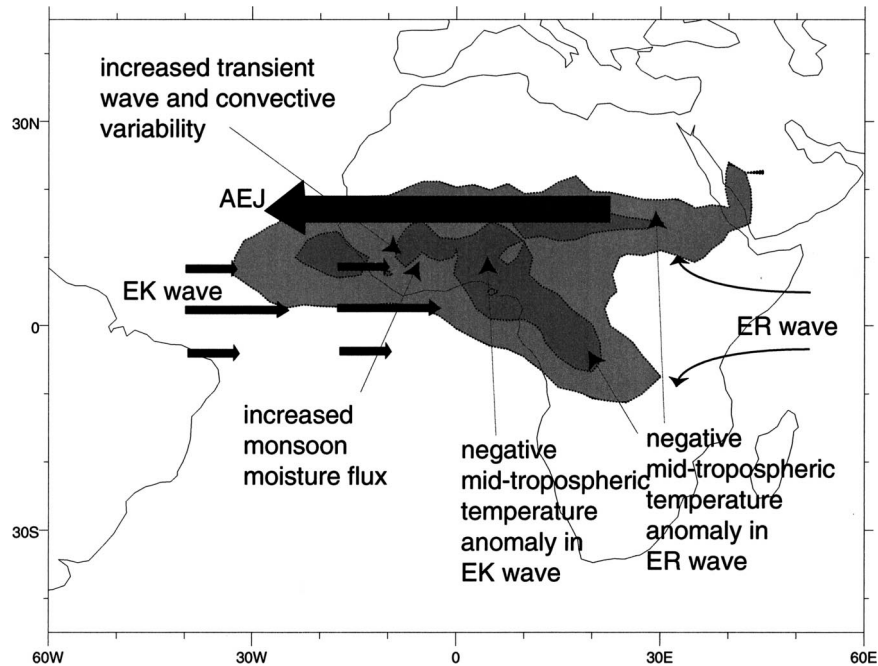 increased transient
wave and convective
variability
30N
AEJ
EK wave
0
ER wave
increased
monsoon
moisture flux
negative
mid-tropospheric
temperature
anomaly in
EK wave
negative
mid-tropospheric
temperature
anomaly in
ER wave
30S
60W
30W
0
30E
60E